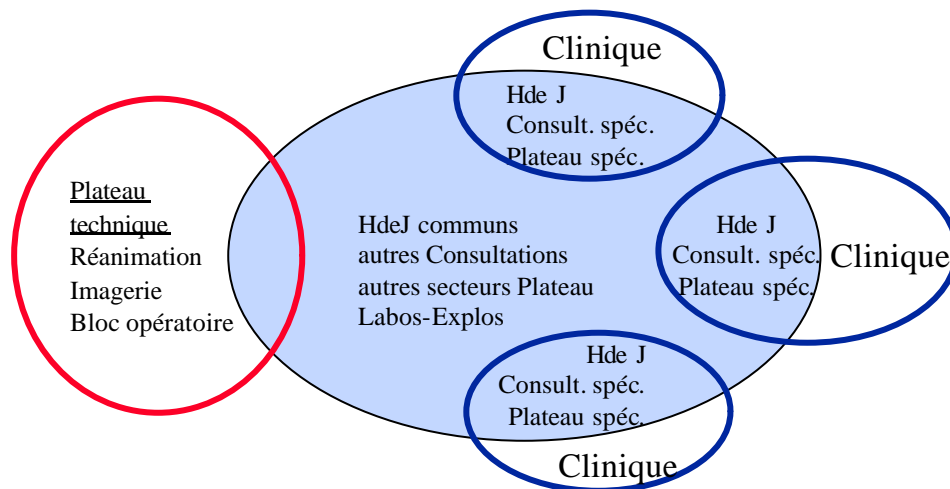 Clinique
Hde J
Consult. spéc.
Plateau spéc.
Plateau
technique
Réanimation
Imagerie
Bloc opératoire
HdeJ communs
autres Consultations
autres secteurs Plateau
Labos-Explos
Hde J
Consult. spéc.
Plateau spéc.
Clinique
Hde J
Consult. spéc.
Plateau spéc.
Clinique